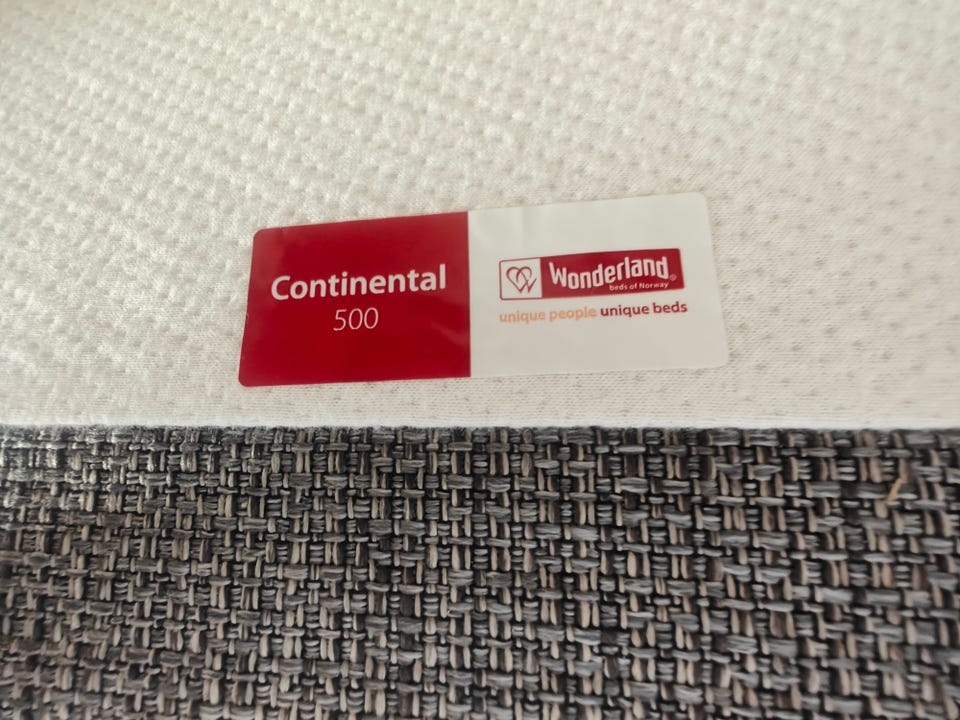 Continental
500
Wonderland
beds of Norway
unique people unique beds